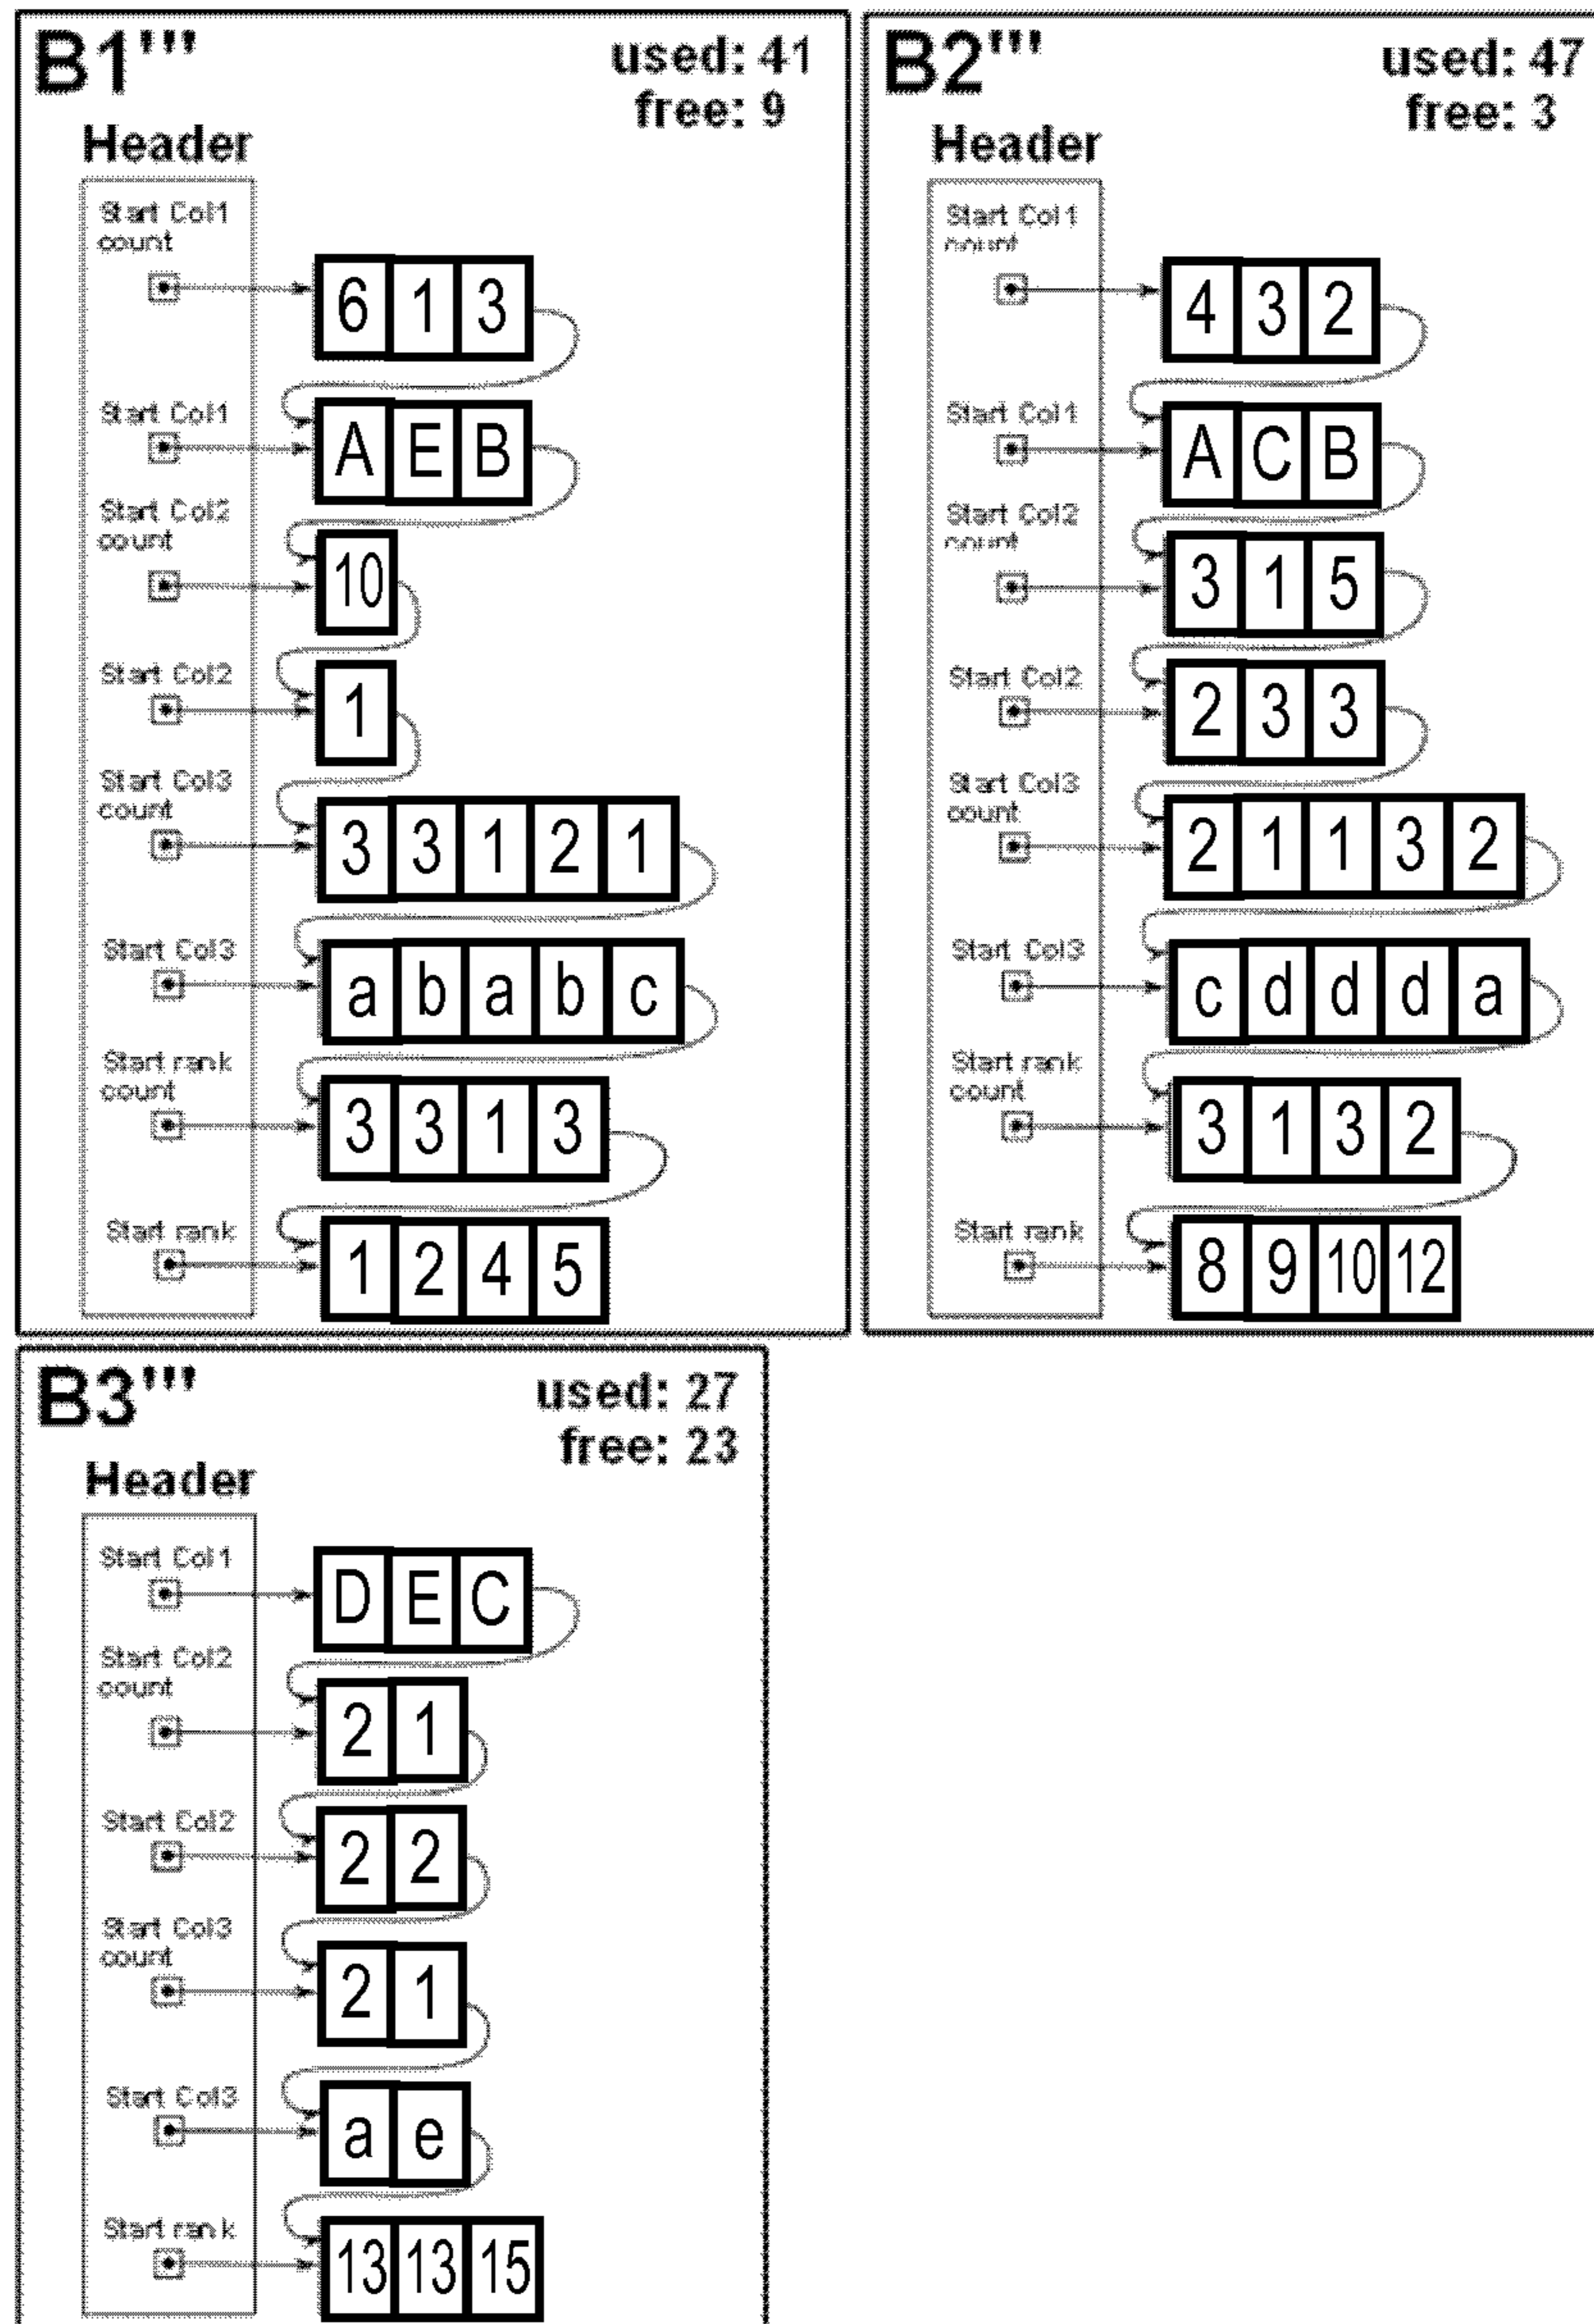 B1'''
used: 41
free: 9
Header
Start Col1
count
6 1 3
Start Col1
A E B
Start Col2
count
10
Start Col2
1
Start Col3
count
3 3 1 2 1
Start Col3
a b a b c
Start rank
count
3 3 1 3
Start rank
1 2 4 5
B2'''
used: 47
free: 3
Header
Start Col1
count
4 3 2
Start Col1
A C B
Start Col2
count
3 1 5
Start Col2
2 3 3
Start Col3
count
2 1 1 3 2
Start Col3
c d d d a
Start rank
count
3 1 3 2
Start rank
8 9 10 12
B3'''
used: 27
free: 23
Header
Start Col1
D E C
Start Col2
count
2 1
Start Col2
2 2
Start Col3
count
2 1
Start Col3
a e
Start rank
13 13 15